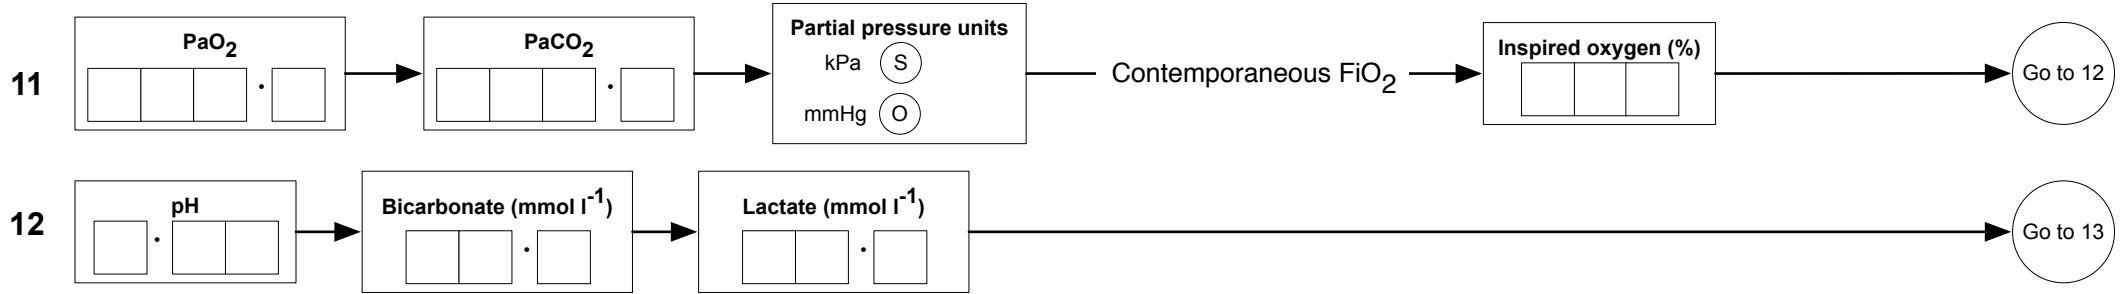 11
PaO2
.
PaCO2
.
Partial pressure units
kPa S
mmHg O
Contemporaneous FiO2
Inspired oxygen (%)
Go to 12
12
pH
.
Bicarbonate (mmol l-1)
.
Lactate (mmol l-1)
.
Go to 13